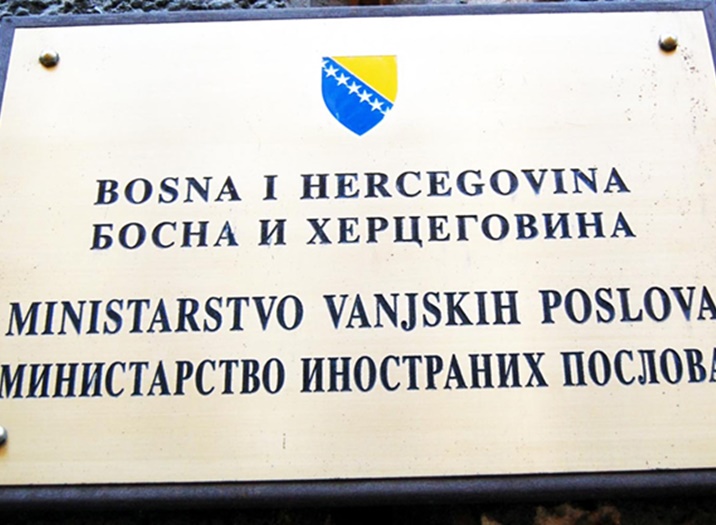 BOSNA I HERCEGOVINA
БОСНА И ХЕРЦЕГОВИНА
MINISTARSTVO VANJSKIH POSLOVA
МИНИСТАРСТВО ИНОСТРАНИХ ПОСЛОВА